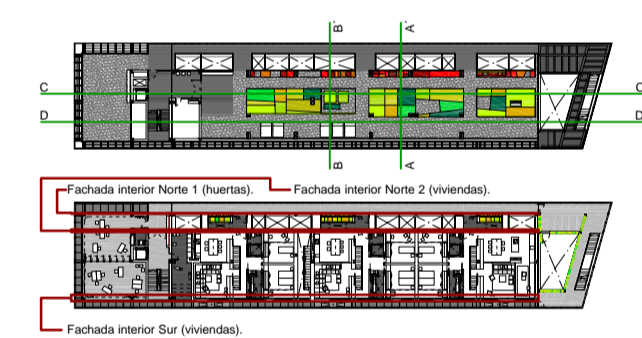 B´ A´
C C
D D
B A
Fachada interior Norte 1 (huertas). Fachada interior Norte 2 (viviendas).
Fachada interior Sur (viviendas).